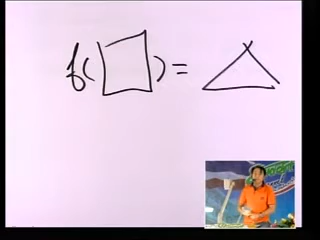 f(□) = △